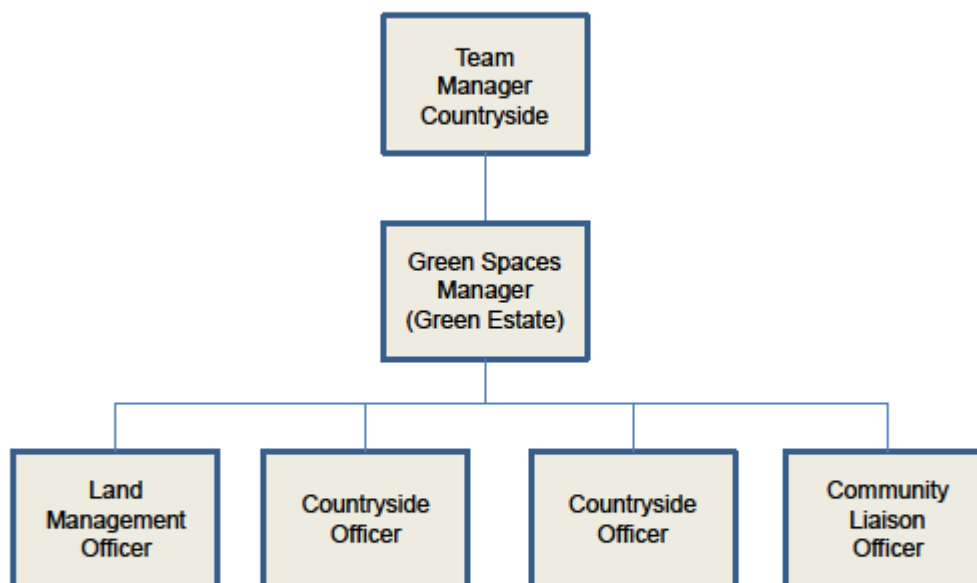 Team
Manager
Countryside
Green Spaces
Manager
(Green Estate)
Land
Management
Officer
Countryside
Officer
Countryside
Officer
Community
Liaison
Officer